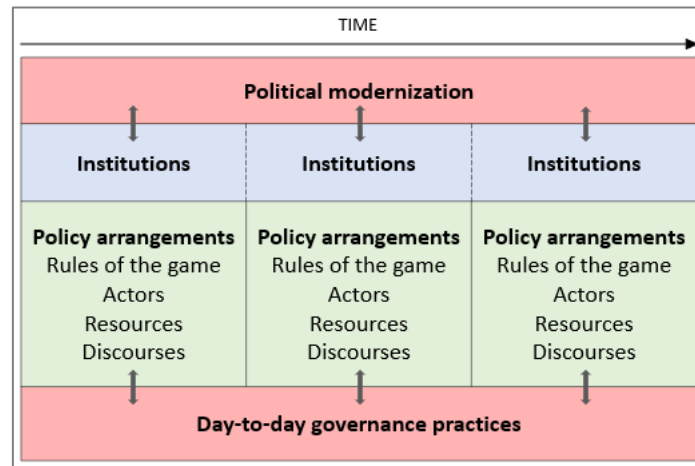 TIME
Political modernization
Institutions
Institutions
Institutions
Policy arrangements
Rules of the game
Actors
Resources
Discourses
Policy arrangements
Rules of the game
Actors
Resources
Discourses
Policy arrangements
Rules of the game
Actors
Resources
Discourses
Day-to-day governance practices